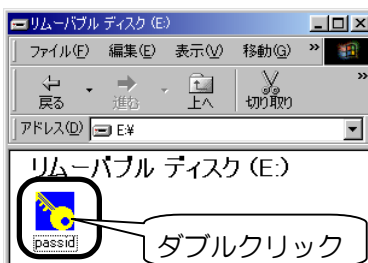 リムーバブル ディスク (E:)
ファイル(F) 編集(E) 表示(V) 移動(G) »
戻る 進む 上へ 切り取り »
アドレス(D) E:¥
リムーバブル ディスク (E:)
passid
ダブルクリック